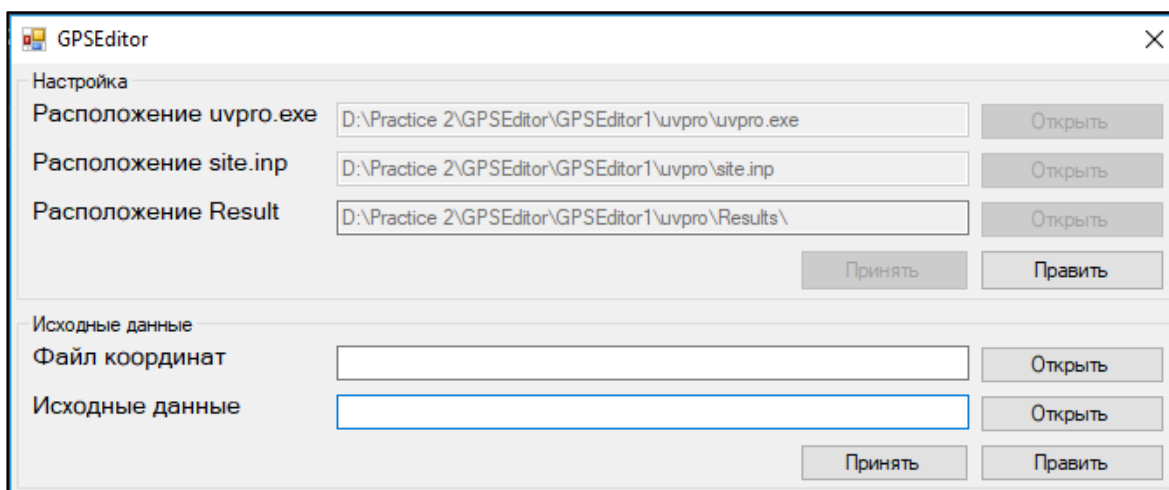 GPSEditor
Настройка
Расположение uvpro.exe D:\Practice 2\GPSEditor\GPSEditor1\uvpro\uvpro.exe Открыть
Расположение site.inp D:\Practice 2\GPSEditor\GPSEditor1\uvpro\site.inp Открыть
Расположение Result D:\Practice 2\GPSEditor\GPSEditor1\uvpro\Results\ Открыть
Принять Править
Исходные данные
Файл координат Открыть
Исходные данные Открыть
Принять Править